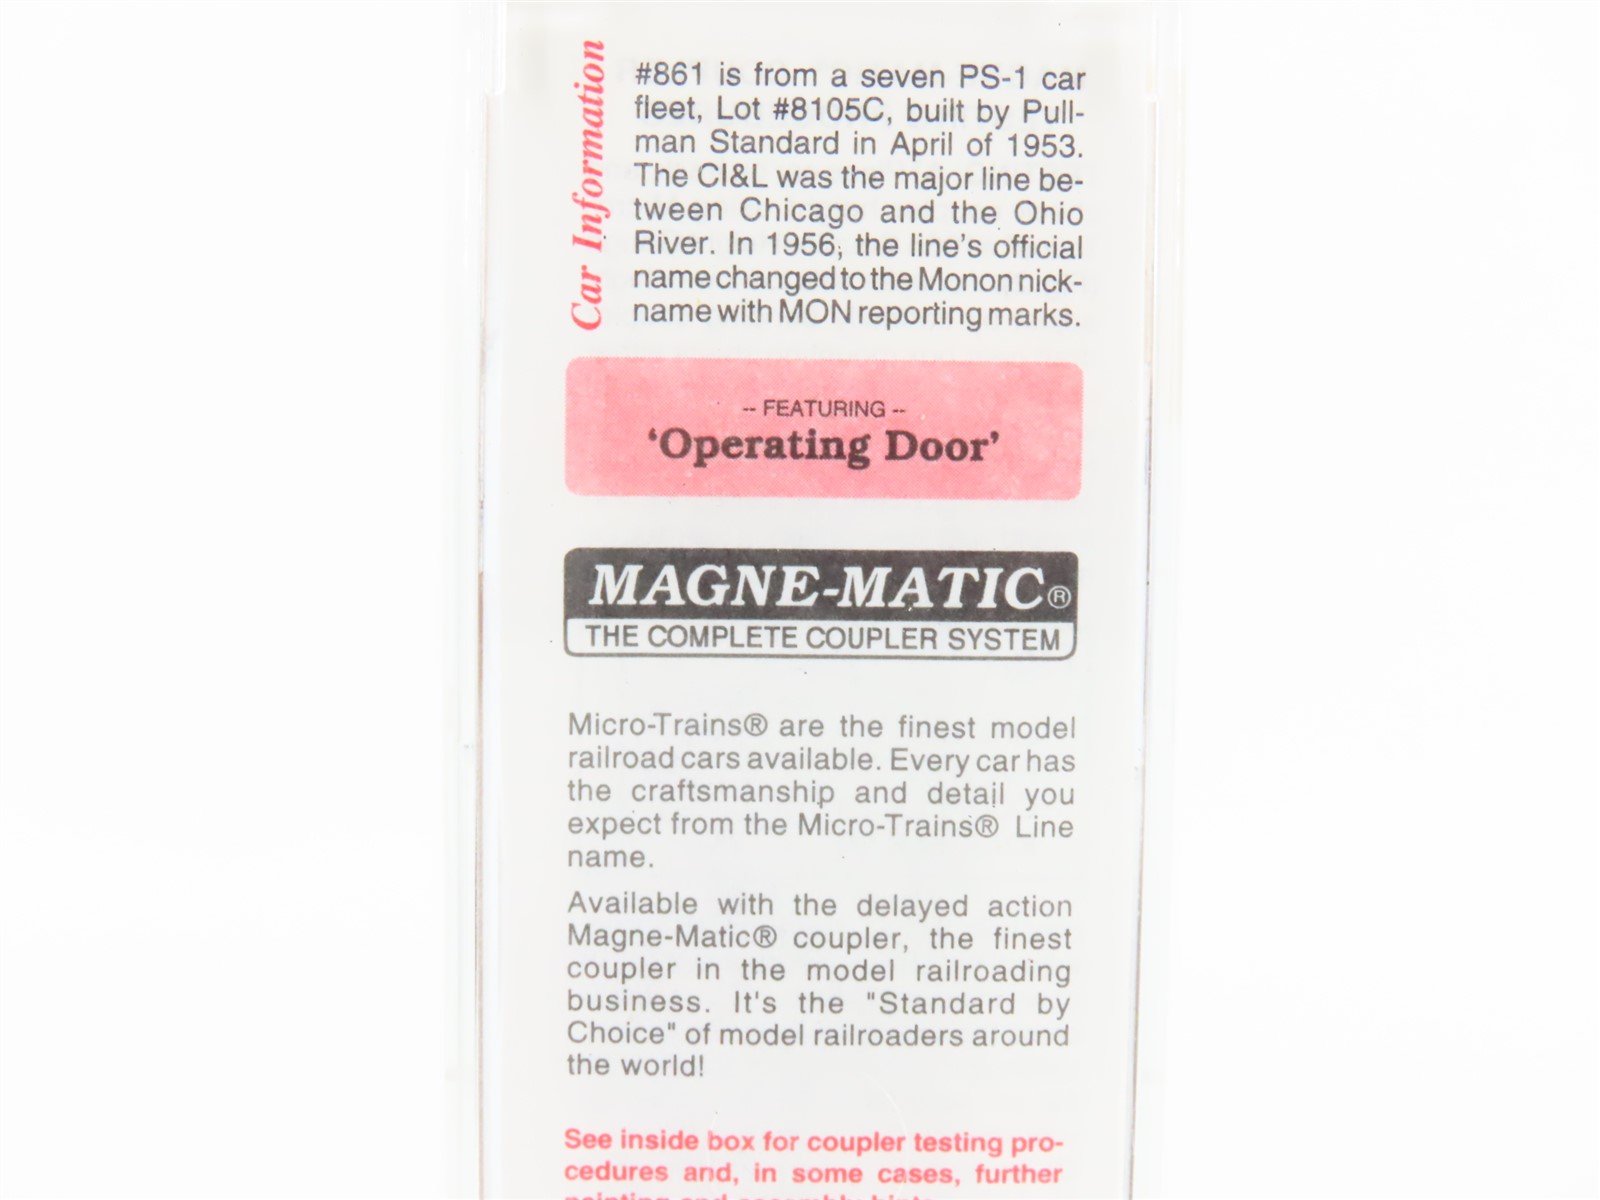 Car Information
#861 is from a seven PS-1 car
fleet, Lot #8105C, built by Pull-
man Standard in April of 1953.
The CI&L was the major line be-
tween Chicago and the Ohio
River. In 1956, the line's official
name changed to the Monon nick-
name with MON reporting marks.
-- FEATURING --
'Operating Door'
MAGNE-MATIC®
THE COMPLETE COUPLER SYSTEM
Micro-Trains® are the finest model
railroad cars available. Every car has
the craftsmanship and detail you
expect from the Micro-Trains® Line
name.
Available with the delayed action
Magne-Matic® coupler, the finest
coupler in the model railroading
business. It's the "Standard by
Choice" of model railroaders around
the world!
See inside box for coupler testing pro-
cedures and, in some cases, further